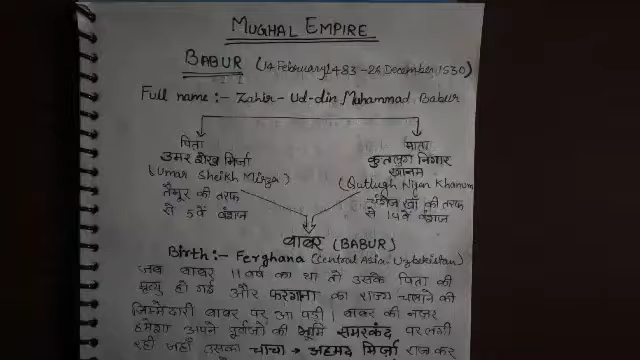 MUGHAL EMPIRE
BABUR (14 February 1483 - 26 December, 1530)
Full name :- Zahir - Ud-din Muhammad Babur
पिता
माता
उमर शेख मिर्जा
कुतलुग निगार
खानम
(Umar Sheikh Mirza)
(Qutlugh Nigar Khanum
तैमूर की तरफ
चंगेज खाँ की तरफ
से 5वें वंशज
से 14वें वंशज
बाबर (BABUR)
Birth :- Ferghana (Central Asia, Uzbekistan)
जब बाबर 11 वर्ष का था तो उसके पिता की
मृत्यु हो गई और फरगना का राज्य चलाने की
जिम्मेदारी बाबर पर आ पड़ी। बाबर की नजर
हमेशा अपने पूर्वजो की भूमि समरकंद पर लगी
रही जहाँ उसका चाचा → अहमद मिर्जा राज कर